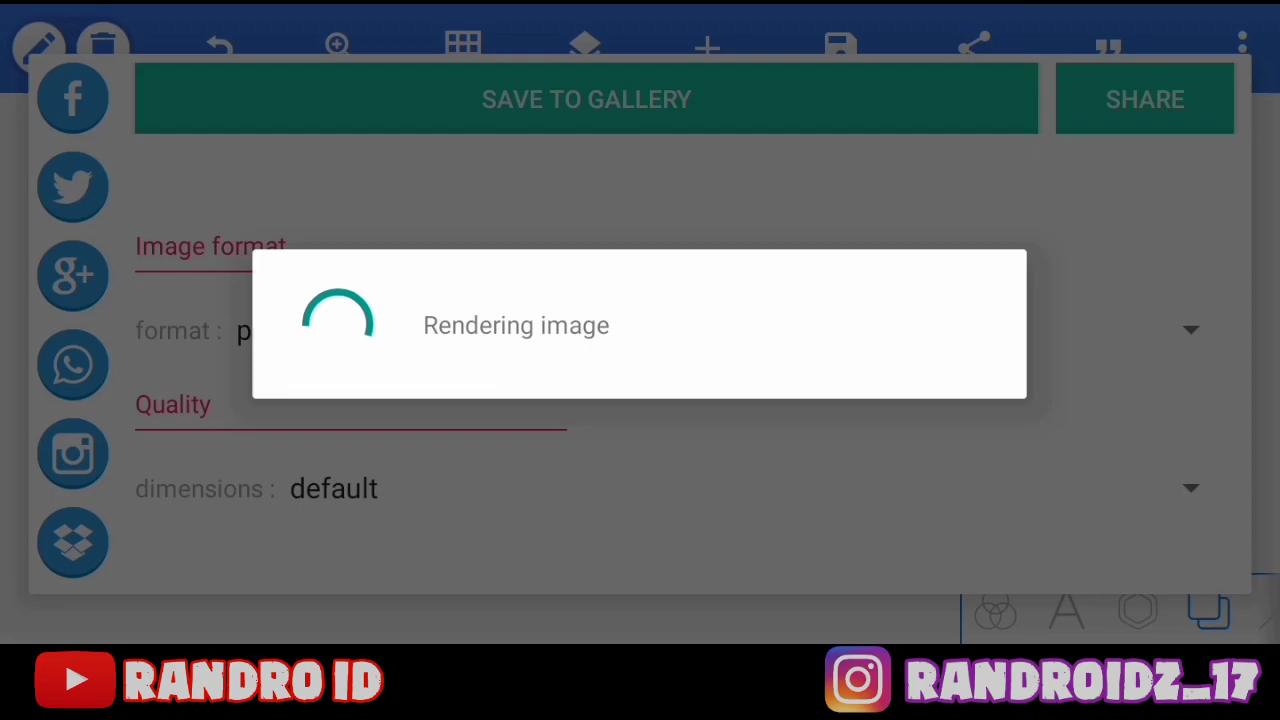 SAVE TO GALLERY
SHARE
Image format
format : p
Rendering image
Quality
dimensions : default
RANDRO ID
RANDROIDZ_17